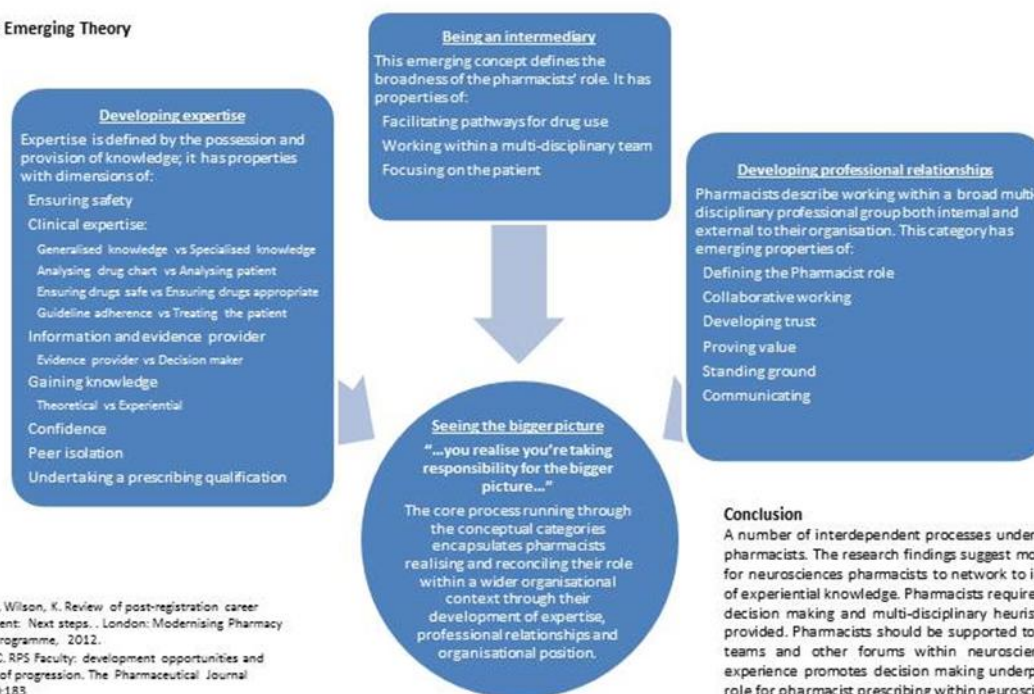 Emerging Theory
Being an intermediary
This emerging concept defines the
broadness of the pharmacists' role. It has
properties of:
Facilitating pathways for drug use
Working within a multi-disciplinary team
Focusing on the patient
Developing expertise
Expertise is defined by the possession and
provision of knowledge; it has properties
with dimensions of:
Ensuring safety
Clinical expertise:
Generalised knowledge vs Specialised knowledge
Analysing drug chart vs Analysing patient
Ensuring drugs safe vs Ensuring drugs appropriate
Guideline adherence vs Treating the patient
Information and evidence provider
Evidence provider vs Decision maker
Gaining knowledge
Theoretical vs Experiential
Confidence
Peer isolation
Undertaking a prescribing qualification
Developing professional relationships
Pharmacists describe working within a broad multi-
disciplinary professional group both internal and
external to their organisation. This category has
emerging properties of:
Defining the Pharmacist role
Collaborative working
Developing trust
Proving value
Standing ground
Communicating
Seeing the bigger picture
"...you realise you're taking
responsibility for the bigger
picture..."
The core process running through
the conceptual categories
encapsulates pharmacists
realising and reconciling their role
within a wider organisational
context through their
development of expertise,
professional relationships and
organisational position.
Wilson, K. Review of post-registration career
ent: Next steps. . London: Modernising Pharmacy
rogramme, 2012.
C. RPS Faculty: development opportunities and
of progression. The Pharmaceutical Journal
:183
Conclusion
A number of interdependent processes under
pharmacists. The research findings suggest mo
for neurosciences pharmacists to network to i
of experiential knowledge. Pharmacists require
decision making and multi-disciplinary heuris
provided. Pharmacists should be supported to
teams and other forums within neuroscien
experience promotes decision making underp
role for pharmacist prescribing within neurosci